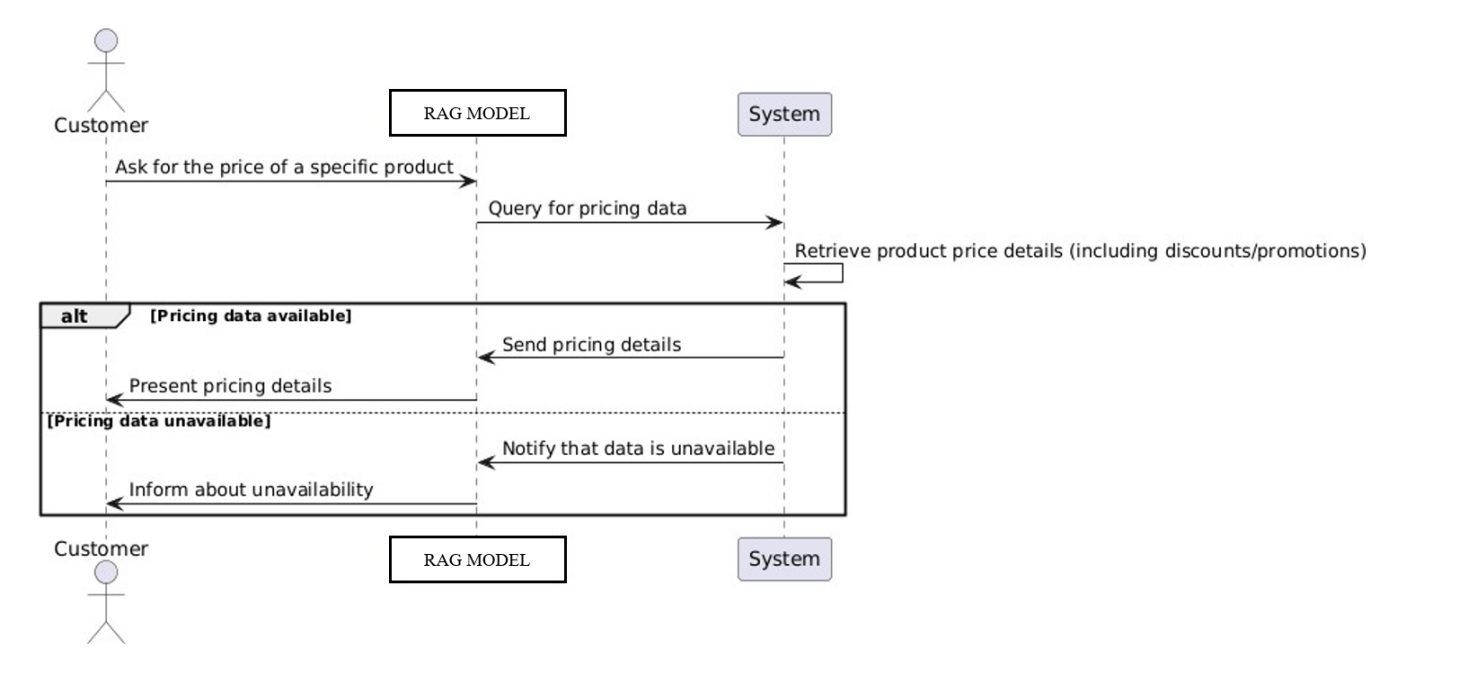 Customer
RAG MODEL
System
Ask for the price of a specific product
Query for pricing data
Retrieve product price details (including discounts/promotions)
alt [Pricing data available]
Send pricing details
Present pricing details
[Pricing data unavailable]
Notify that data is unavailable
Inform about unavailability
Customer
RAG MODEL
System